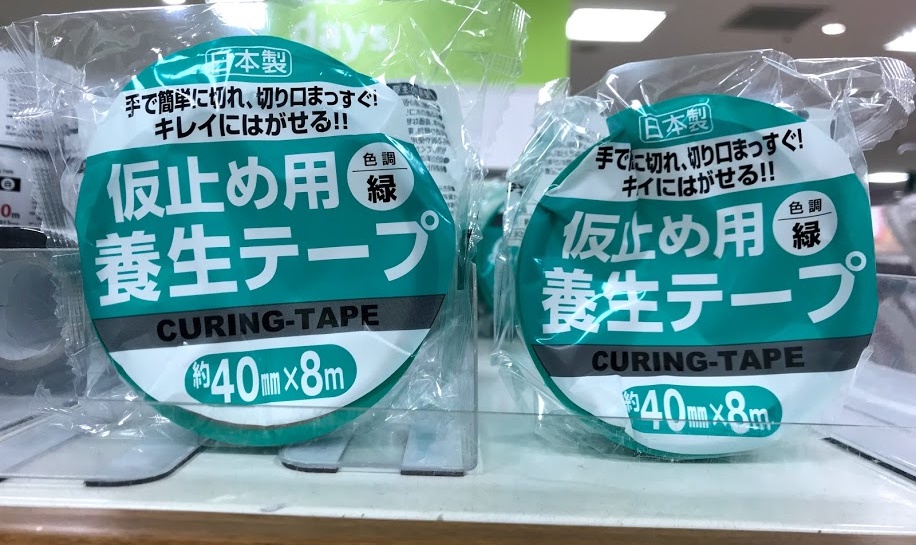 days
日本製
手で簡単に切れ、切り口まっすぐ!
キレイにはがせる!!
色調
緑
仮止め用
養生テープ
CURING-TAPE
約40mm×8m
日本製
手で に切れ、切り口まっすぐ!
キイにはがせる!!
色調
緑
仮止め用
養生テープ
CURING-TAPE
約40mm×8m